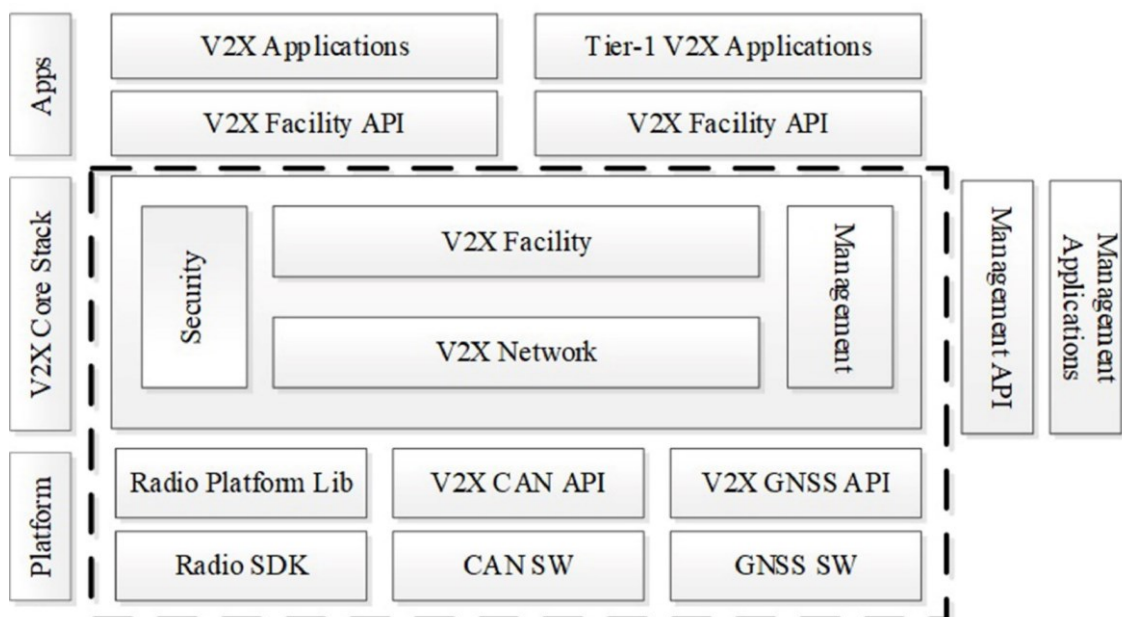 Apps
V2X Applications
Tier-1 V2X Applications
V2X Facility API
V2X Facility API
V2X Core Stack
Security
V2X Facility
V2X Network
Management
Management API
Management
Applications
Platform
Radio Platform Lib
V2X CAN API
V2X GNSS API
Radio SDK
CAN SW
GNSS SW